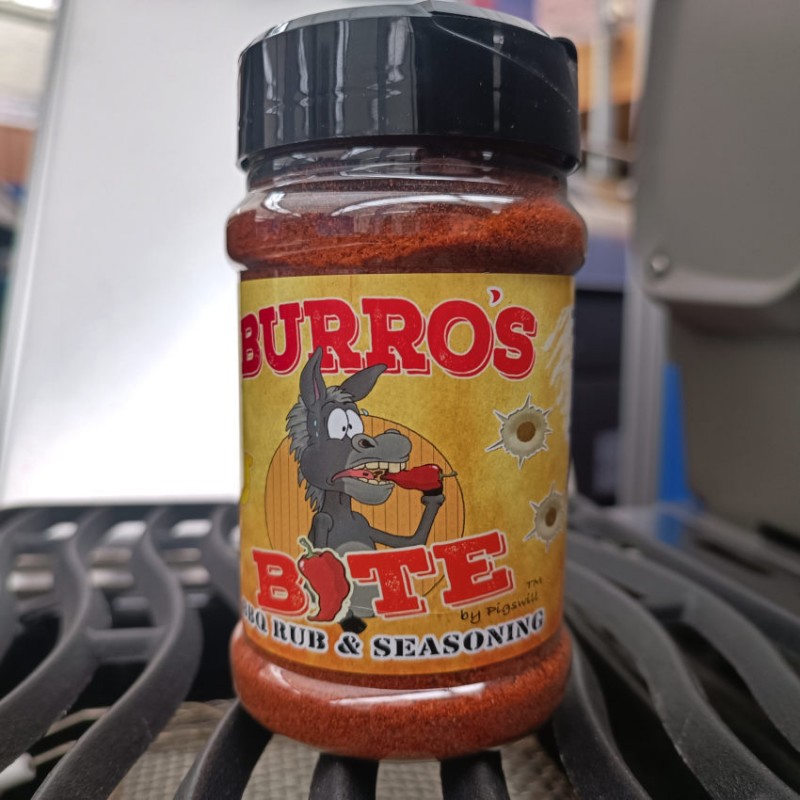 BURRO'S
BITE
TM
by Pigswill
BBQ RUB & SEASONING